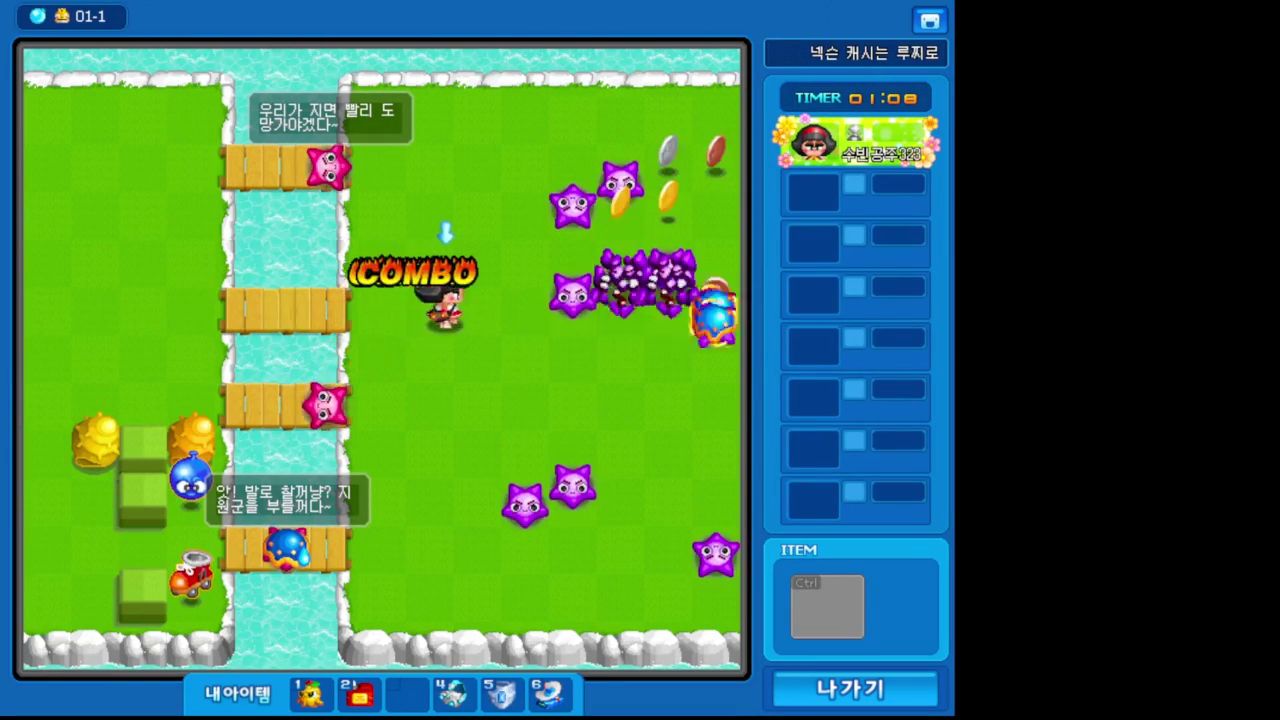 01-1
넥슨 캐시는 루찌로
TIMER 01:08
수빈공주323
우리가 지면 빨리 도
망가야겠다~
COMBO
앗! 발로 찰꺼냥? 지
원군을 부를꺼다~
ITEM
Ctrl
내아이템
1
2
4
5
6
나가기